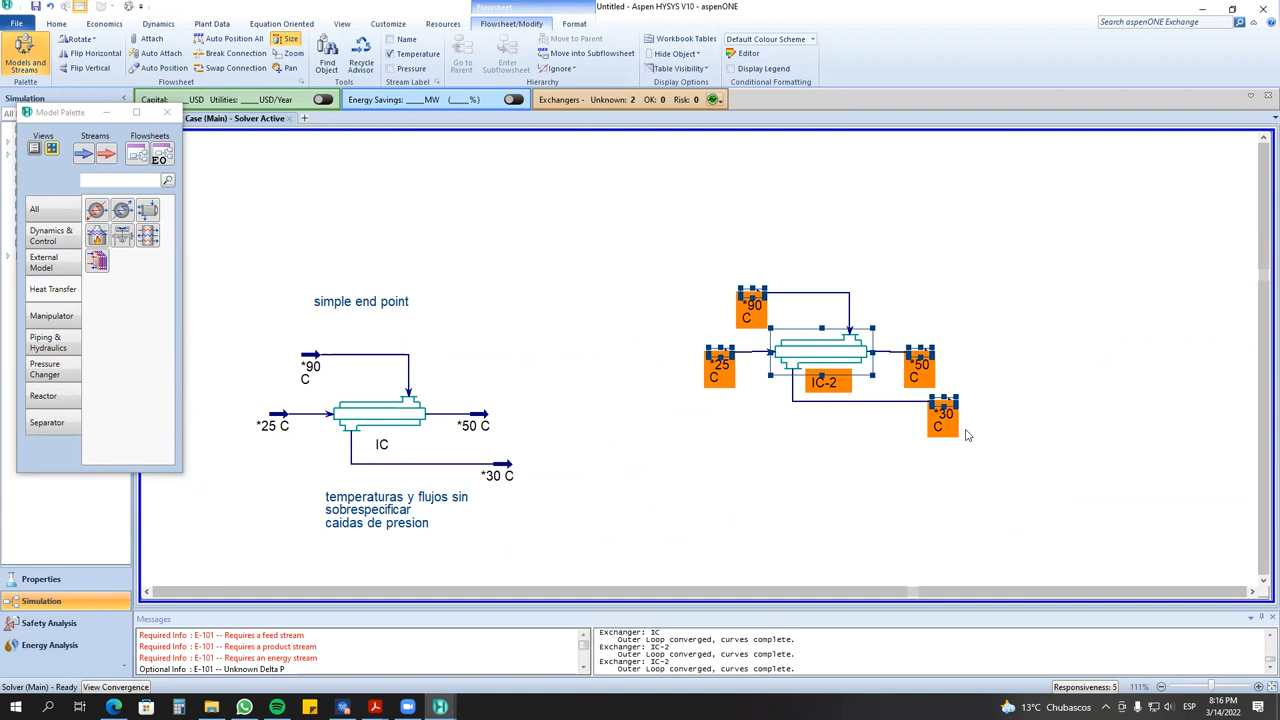 Flowsheet
Untitled - Aspen HYSYS V10 - aspenONE
File
Home
Economics
Dynamics
Plant Data
Equation Oriented
View
Customize
Resources
Flowsheet/Modify
Format
Search aspenONE Exchange
Models and Streams
Palette
Rotate
Flip Horizontal
Flip Vertical
Attach
Auto Attach
Auto Position
Auto Position All
Break Connection
Swap Connection
Size
Zoom
Pan
Flowsheet
Find Object
Recycle Advisor
Tools
Name
Temperature
Pressure
Stream Label
Go to Parent
Enter Subflowsheet
Move to Parent
Move into Subflowsheet
Ignore
Hierarchy
Workbook Tables
Hide Object
Table Visibility
Display Options
Default Colour Scheme
Editor
Display Legend
Conditional Formatting
Simulation
Capital: ____ USD Utilities: ____ USD/Year
Energy Savings: ____ MW (____%)
Exchangers - Unknown: 2 OK: 0 Risk: 0
All
Model Palette
Case (Main) - Solver Active
Views
Streams
Flowsheets
EO
All
Dynamics & Control
External Model
Heat Transfer
Manipulator
Piping & Hydraulics
Pressure Changer
Reactor
Separator
simple end point
*90
C
*25 C
*50 C
IC
*30 C
temperaturas y flujos sin
sobrespecificar
caidas de presion
*90
C
*25
C
*50
C
IC-2
*30
C
Properties
Simulation
Safety Analysis
Energy Analysis
Messages
Required Info : E-101 -- Requires a feed stream
Required Info : E-101 -- Requires a product stream
Required Info : E-101 -- Requires an energy stream
Optional Info : E-101 -- Unknown Delta P
Exchanger: IC
Outer Loop converged, curves complete.
Exchanger: IC-2
Outer Loop converged, curves complete.
Exchanger: IC-2
Outer Loop converged, curves complete.
Solver (Main) - Ready
View Convergence
Responsiveness: 5
111%
13°C Chubascos
ESP
8:16 PM
3/14/2022